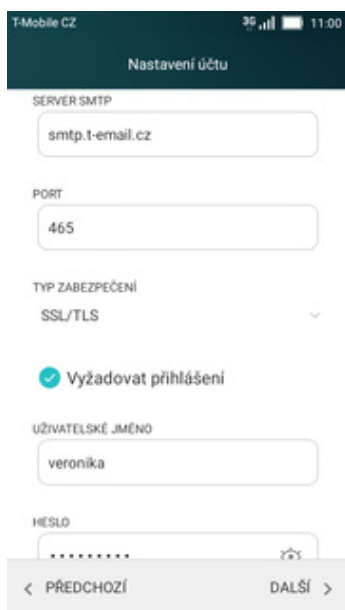 T-Mobile CZ 3G 11:00
Nastavení účtu
SERVER SMTP
smtp.t-email.cz
PORT
465
TYP ZABEZPEČENÍ
SSL/TLS
Vyžadovat přihlášení
UŽIVATELSKÉ JMÉNO
veronika
HESLO
•••••••••
PŘEDCHOZÍ DALŠÍ